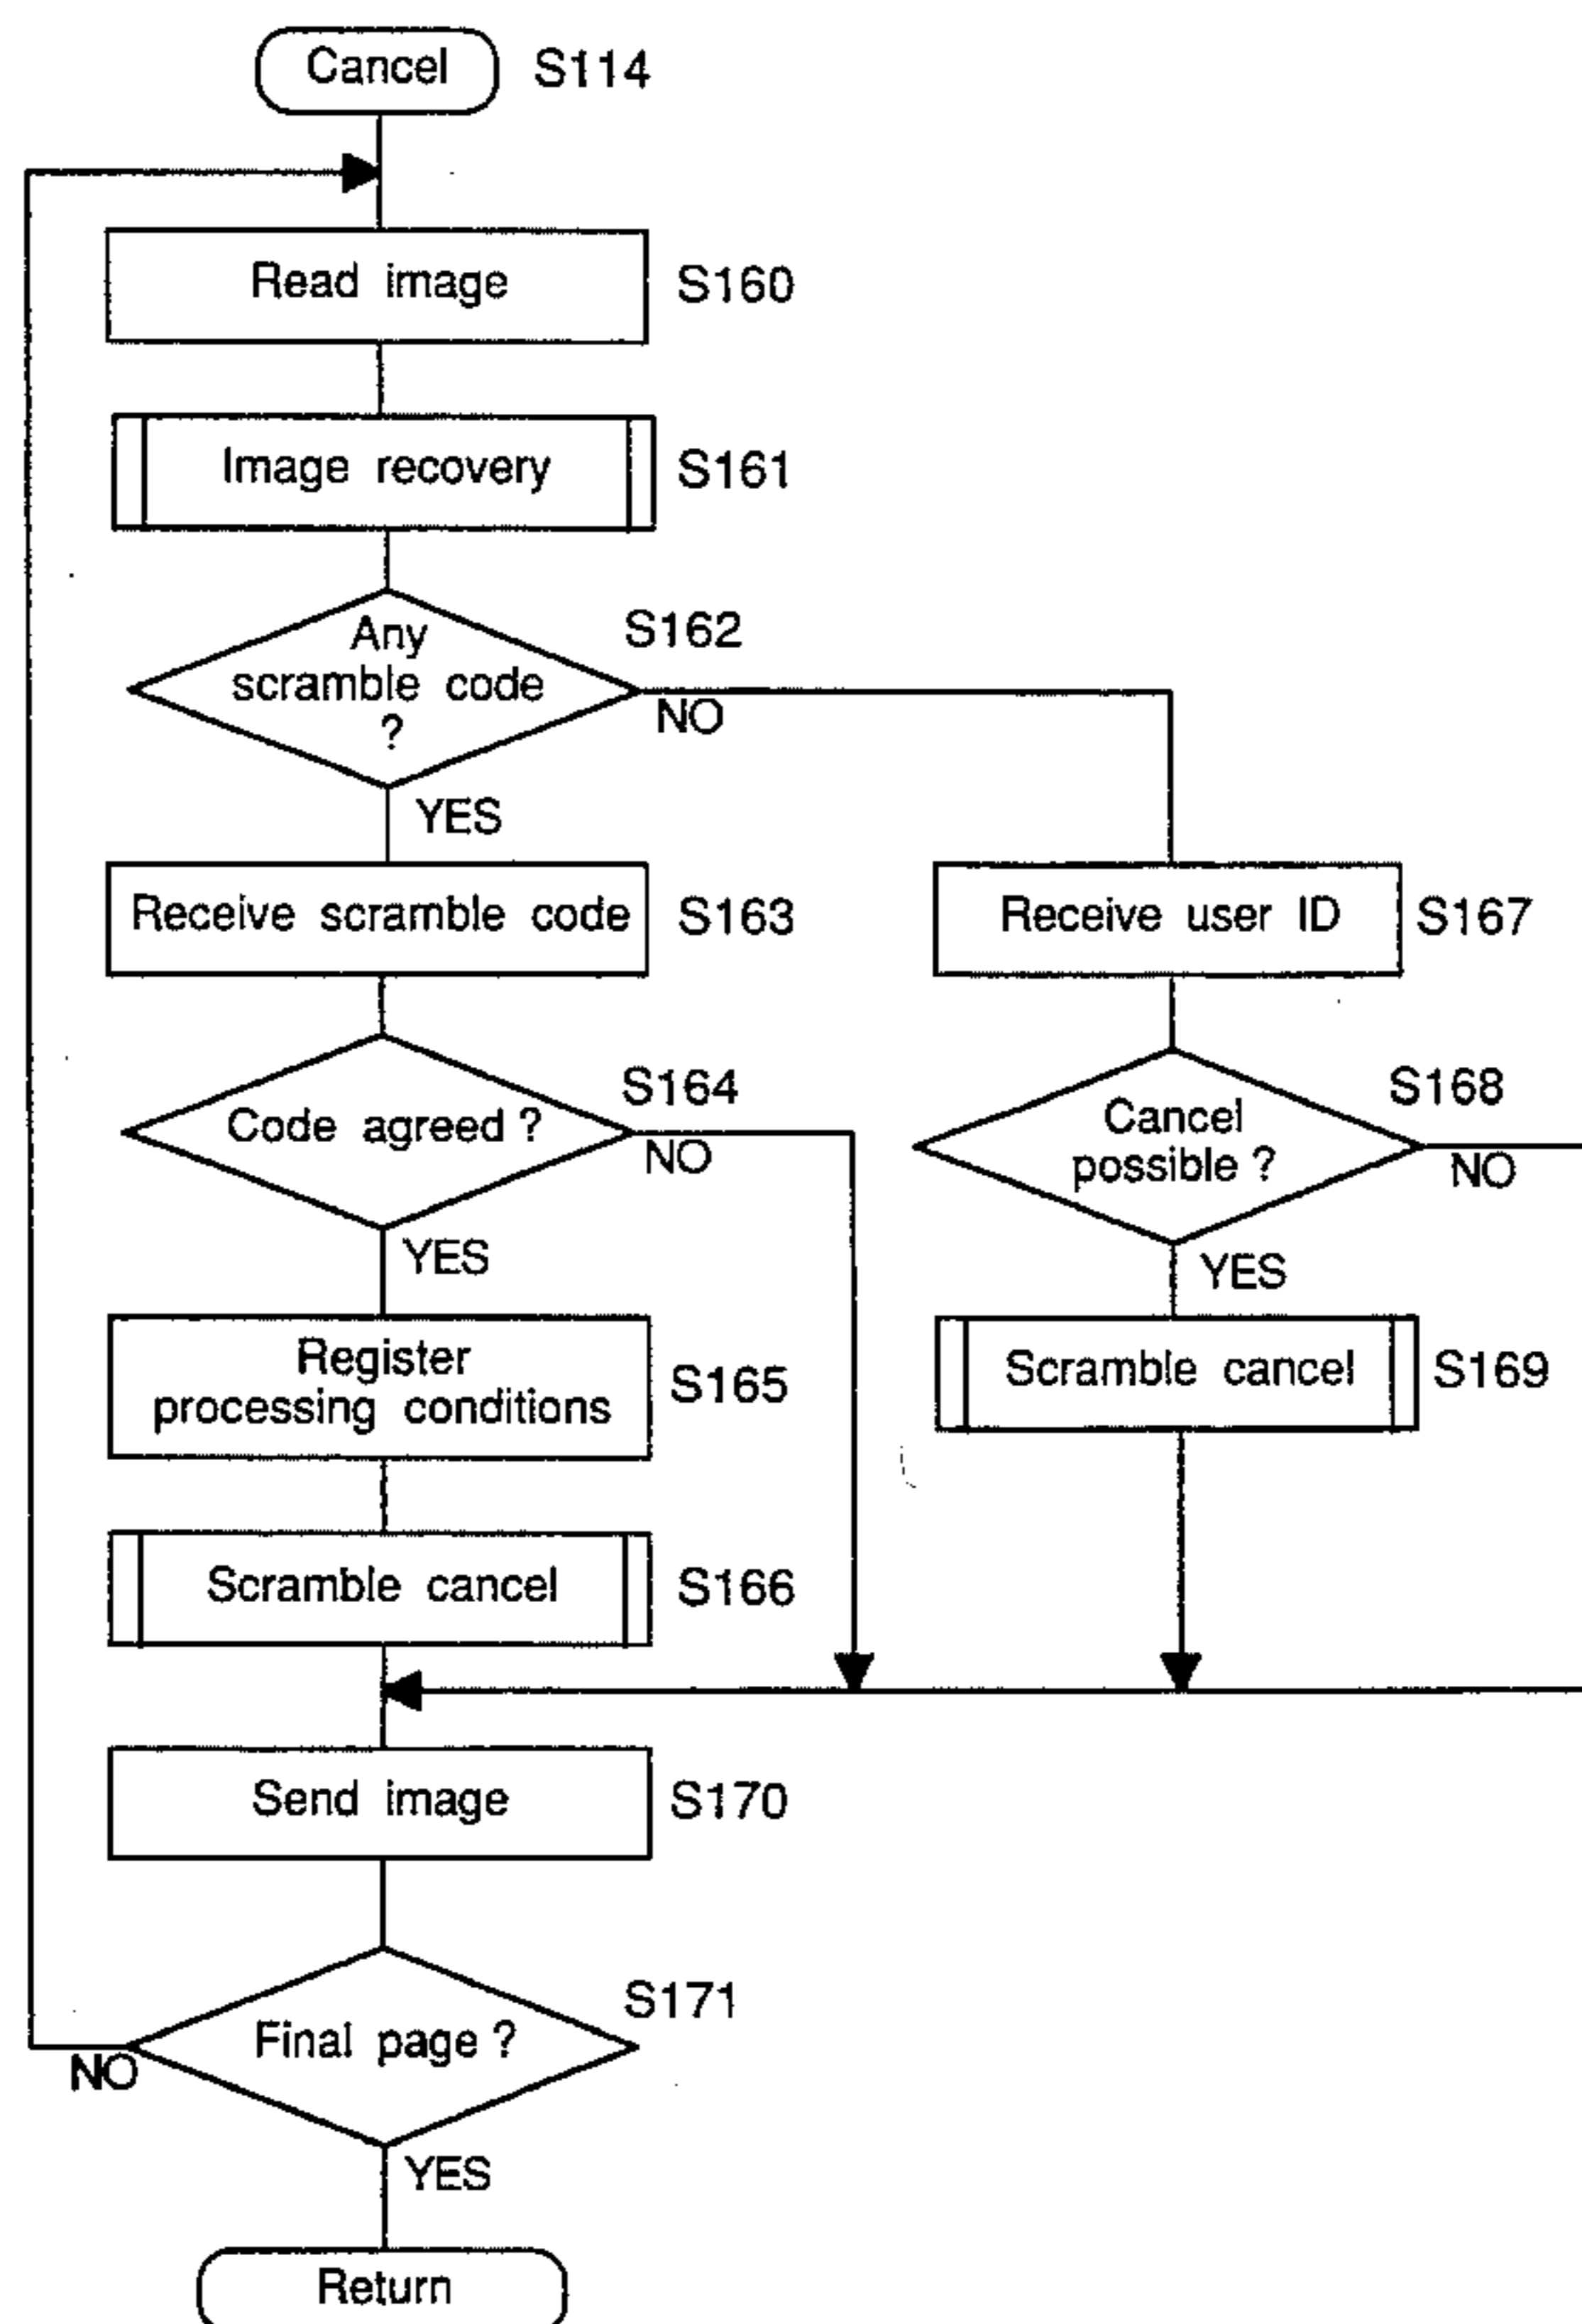 Cancel S114
Read image S160
Image recovery S161
Any
scramble code
?
S162
NO
YES
Receive scramble code S163
Receive user ID S167
Code agreed ?
S164
NO
Cancel
possible ?
S168
NO
YES
YES
Register
processing conditions
S165
Scramble cancel S169
Scramble cancel S166
Send image S170
Final page ?
S171
NO
YES
Return